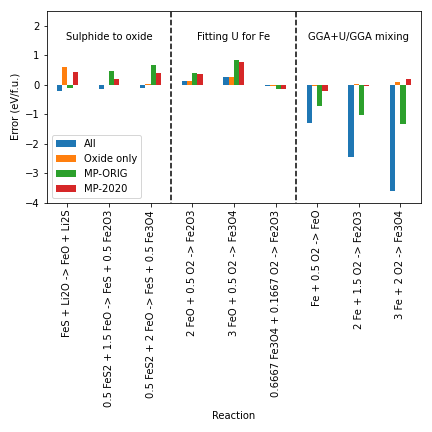 Sulphide to oxide
Fitting U for Fe
GGA+U/GGA mixing
Error (eV/f.u.)
2
1
0
−1
−2
−3
−4
All
Oxide only
MP-ORIG
MP-2020
FeS + Li2O -> FeO + Li2S
0.5 FeS2 + 1.5 FeO -> FeS + 0.5 Fe2O3
0.5 FeS2 + 2 FeO -> FeS + 0.5 Fe3O4
2 FeO + 0.5 O2 -> Fe2O3
3 FeO + 0.5 O2 -> Fe3O4
0.6667 Fe3O4 + 0.1667 O2 -> Fe2O3
Fe + 0.5 O2 -> FeO
2 Fe + 1.5 O2 -> Fe2O3
3 Fe + 2 O2 -> Fe3O4
Reaction